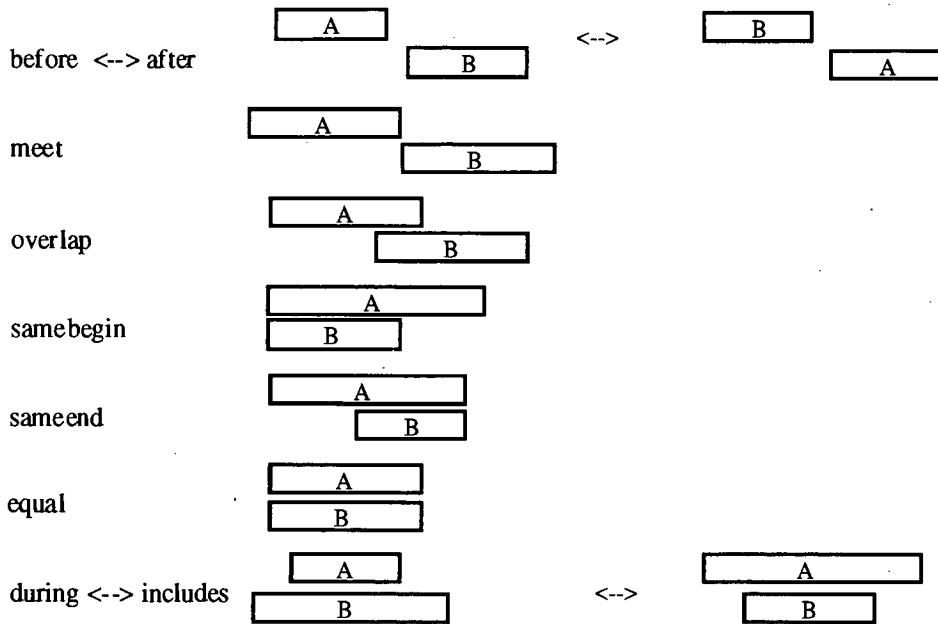 A <--> B
before <--> after B A
A
meet B
A
overlap B
A
samebegin B
A
sameend B
A
equal B
A A
during <--> includes B <--> B